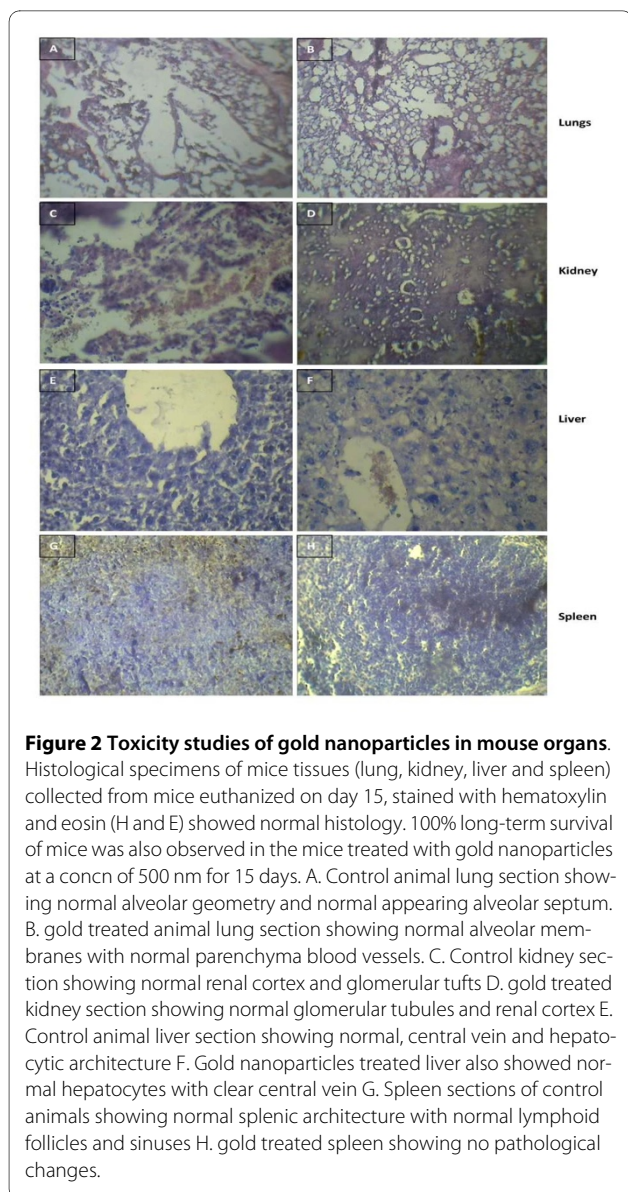 A
B
Lungs
C
D
Kidney
E
F
Liver
G
H
Spleen
Figure 2 Toxicity studies of gold nanoparticles in mouse organs.
Histological specimens of mice tissues (lung, kidney, liver and spleen)
collected from mice euthanized on day 15, stained with hematoxylin
and eosin (H and E) showed normal histology. 100% long-term survival
of mice was also observed in the mice treated with gold nanoparticles
at a concn of 500 nm for 15 days. A. Control animal lung section show-
ing normal alveolar geometry and normal appearing alveolar septum.
B. gold treated animal lung section showing normal alveolar mem-
branes with normal parenchyma blood vessels. C. Control kidney sec-
tion showing normal renal cortex and glomerular tufts D. gold treated
kidney section showing normal glomerular tubules and renal cortex E.
Control animal liver section showing normal, central vein and hepato-
cytic architecture F. Gold nanoparticles treated liver also showed nor-
mal hepatocytes with clear central vein G. Spleen sections of control
animals showing normal splenic architecture with normal lymphoid
follicles and sinuses H. gold treated spleen showing no pathological
changes.